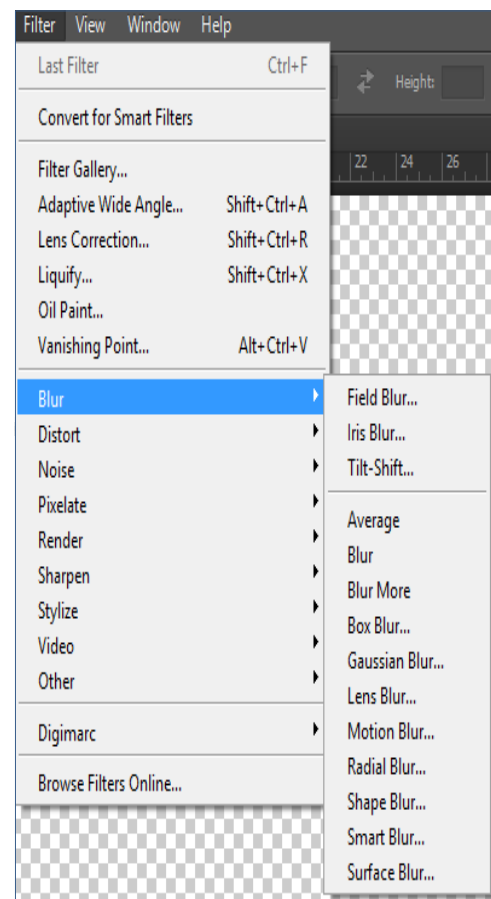 Filter View Window Help
Last Filter Ctrl+F
Height:
Convert for Smart Filters
22 24 26
Filter Gallery...
Adaptive Wide Angle... Shift+Ctrl+A
Lens Correction... Shift+Ctrl+R
Liquify... Shift+Ctrl+X
Oil Paint...
Vanishing Point... Alt+Ctrl+V
Blur
Distort
Noise
Pixelate
Render
Sharpen
Stylize
Video
Other
Digimarc
Browse Filters Online...
Field Blur...
Iris Blur...
Tilt-Shift...
Average
Blur
Blur More
Box Blur...
Gaussian Blur...
Lens Blur...
Motion Blur...
Radial Blur...
Shape Blur...
Smart Blur...
Surface Blur...